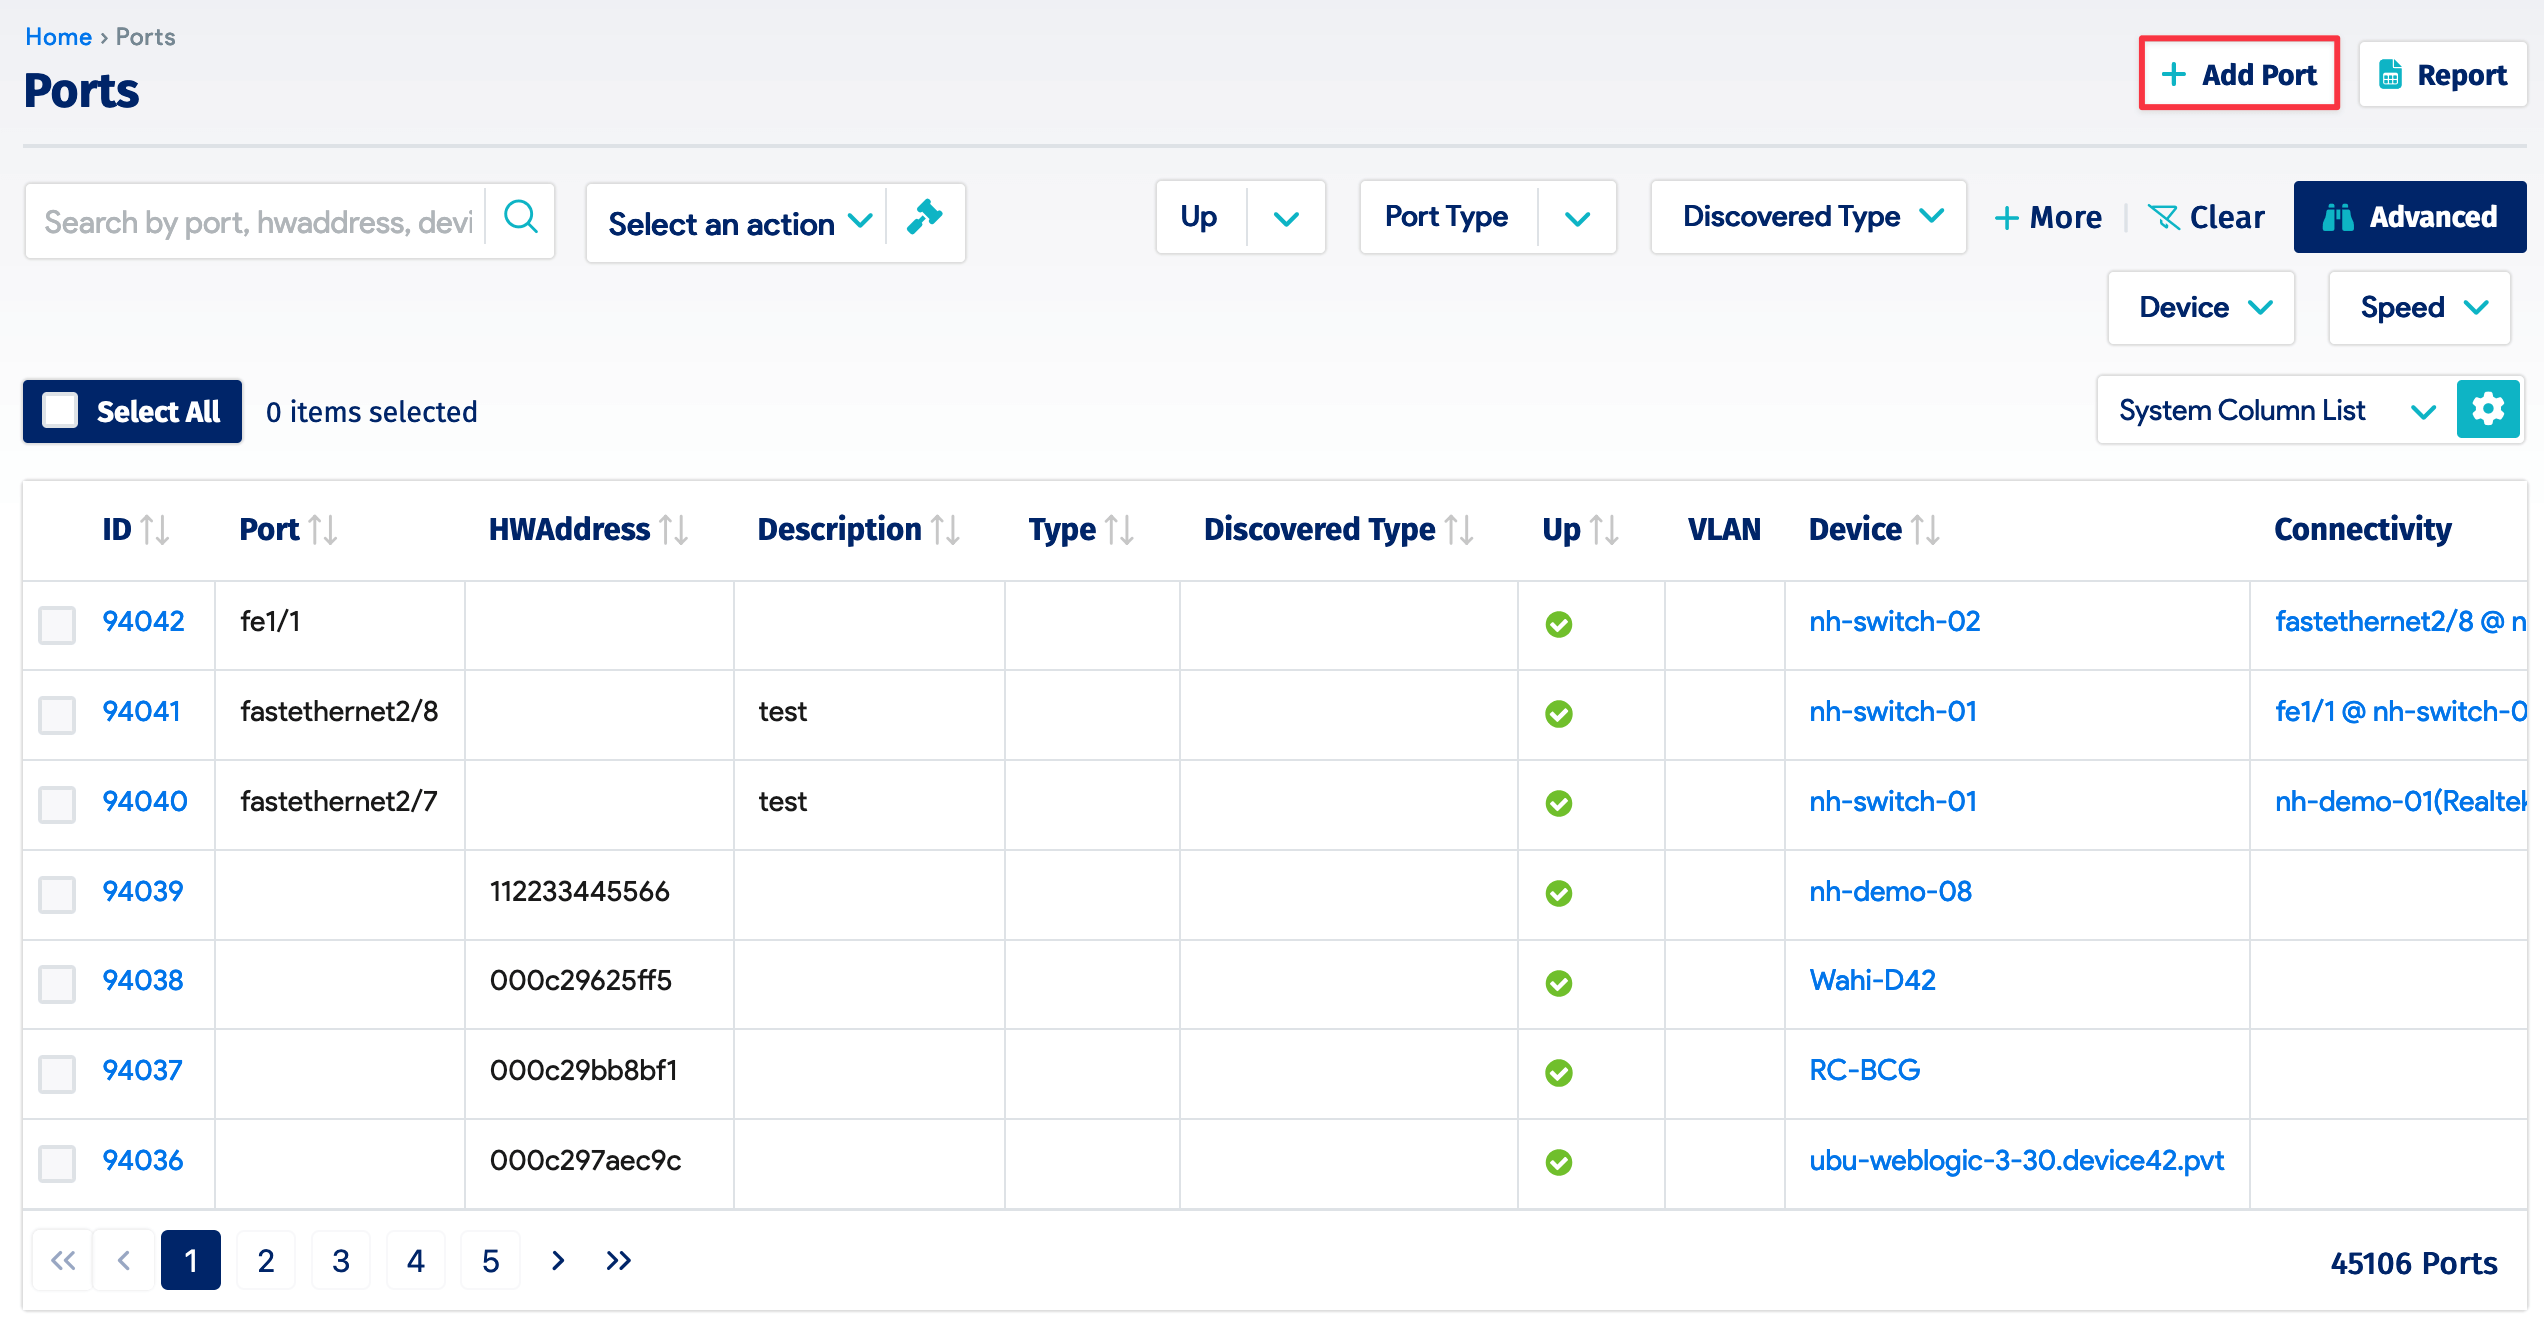 Home › Ports
Ports
Add Port
Report
Search by port, hwaddress, devi
Select an action
Up
Port Type
Discovered Type
More
Clear
Advanced
Device
Speed
Select All
0 items selected
System Column List
ID Port HWAddress Description Type Discovered Type Up VLAN Device Connectivity
94042 fe1/1 nh-switch-02 fastethernet2/8 @ n
94041 fastethernet2/8 test nh-switch-01 fe1/1 @ nh-switch-0
94040 fastethernet2/7 test nh-switch-01 nh-demo-01(Realtek
94039 112233445566 nh-demo-08
94038 000c29625ff5 Wahi-D42
94037 000c29bb8bf1 RC-BCG
94036 000c297aec9c ubu-weblogic-3-30.device42.pvt
« ‹ 1 2 3 4 5 › »
45106 Ports